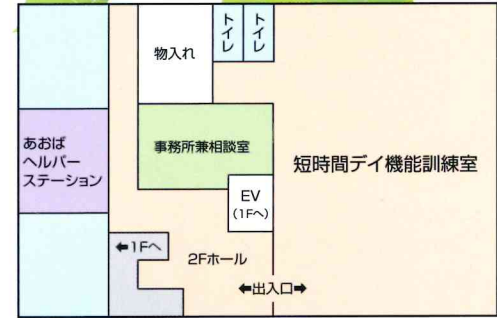 トイレ
トイレ
物入れ
あおば
ヘルパー
ステーション
事務所兼相談室
短時間デイ機能訓練室
EV
(1Fへ)
⬅1Fへ
2Fホール
⬅出入口➡